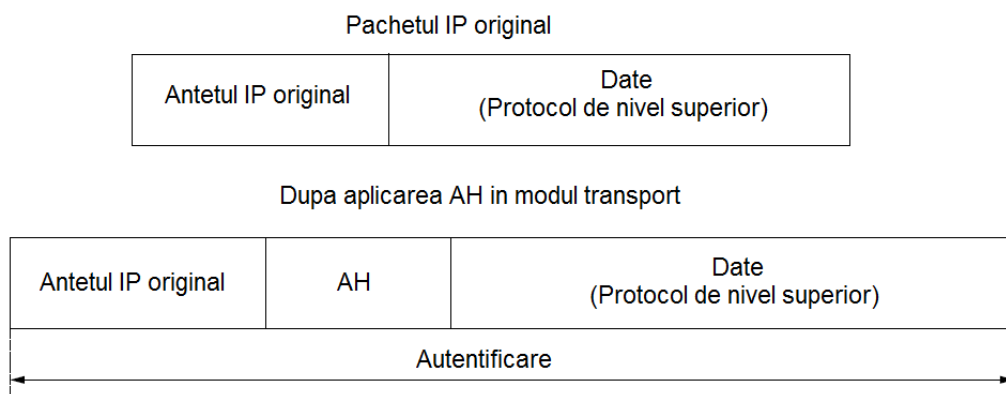 Pachetul IP original
Antetul IP original
Date
(Protocol de nivel superior)
Dupa aplicarea AH in modul transport
Antetul IP original
AH
Date
(Protocol de nivel superior)
Autentificare